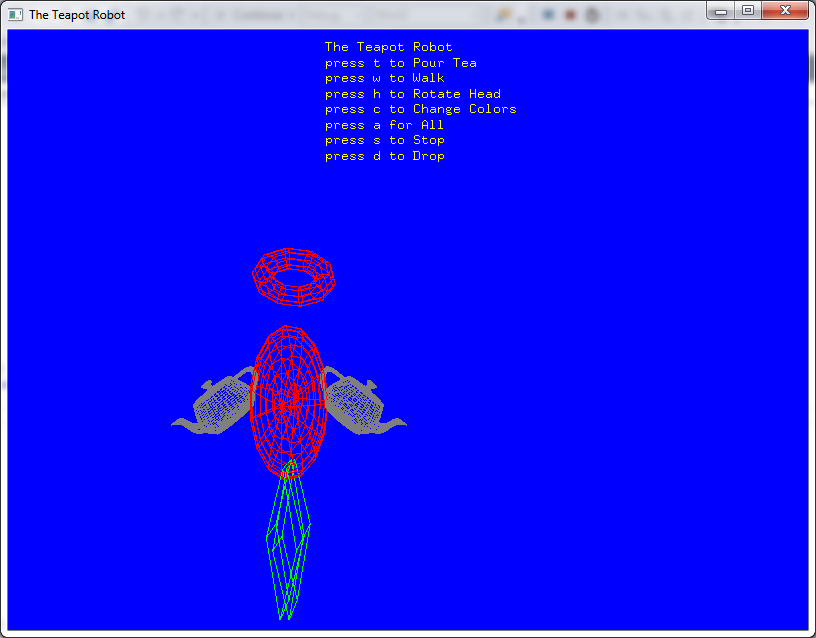 The Teapot Robot
The Teapot Robot
press t to Pour Tea
press w to Walk
press h to Rotate Head
press c to Change Colors
press a for All
press s to Stop
press d to Drop